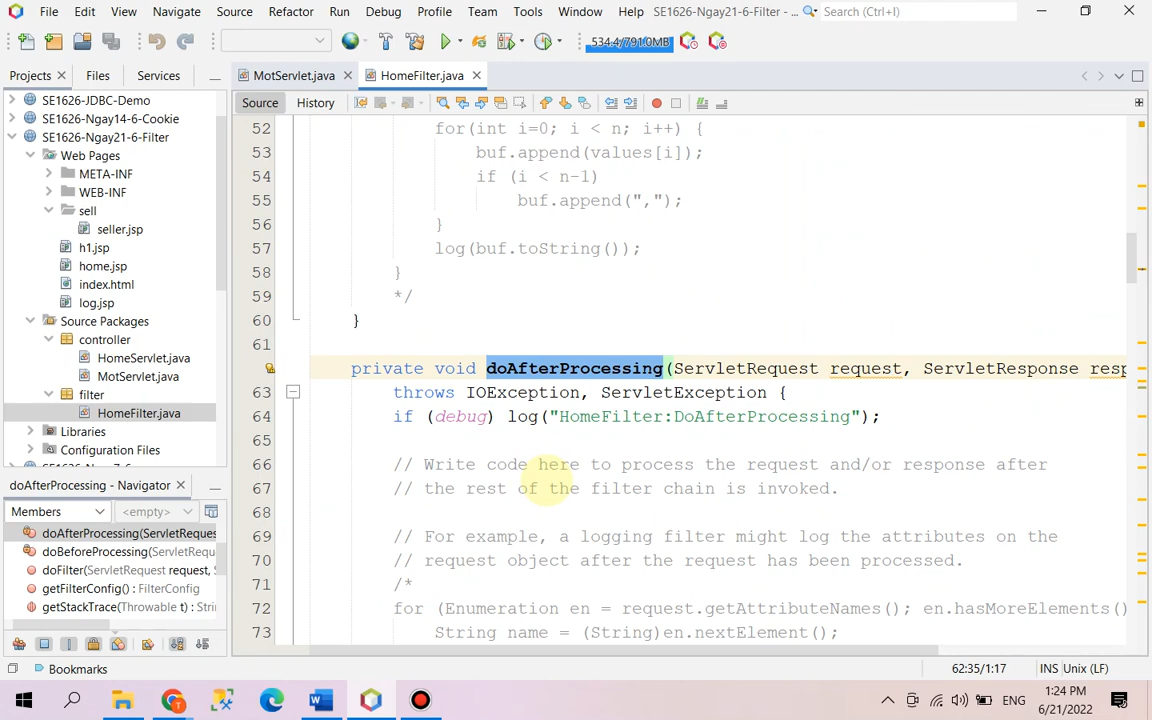 File Edit View Navigate Source Refactor Run Debug Profile Team Tools Window Help SE1626-Ngay21-6-Filter - ... Search (Ctrl+I)
534.4/791.0MB
Projects Files Services
MotServlet.java HomeFilter.java
Source History
SE1626-JDBC-Demo
SE1626-Ngay14-6-Cookie
SE1626-Ngay21-6-Filter
Web Pages
META-INF
WEB-INF
sell
seller.jsp
h1.jsp
home.jsp
index.html
log.jsp
Source Packages
controller
HomeServlet.java
MotServlet.java
filter
HomeFilter.java
Libraries
Configuration Files
52 for(int i=0; i < n; i++) {
53 buf.append(values[i]);
54 if (i < n-1)
55 buf.append(",");
56 }
57 log(buf.toString());
58 }
59 */
60 }
61
private void doAfterProcessing(ServletRequest request, ServletResponse resp
63 throws IOException, ServletException {
64 if (debug) log("HomeFilter:DoAfterProcessing");
65
66 // Write code here to process the request and/or response after
67 // the rest of the filter chain is invoked.
68
69 // For example, a logging filter might log the attributes on the
70 // request object after the request has been processed.
71 /*
72 for (Enumeration en = request.getAttributeNames(); en.hasMoreElements()
73 String name = (String)en.nextElement();
doAfterProcessing - Navigator
Members <empty>
doAfterProcessing(ServletReques
doBeforeProcessing(ServletRequ
doFilter(ServletRequest request,
getFilterConfig() : FilterConfig
getStackTrace(Throwable t) : Stri
Bookmarks
62:35/1:17 INS Unix (LF)
ENG
1:24 PM
6/21/2022